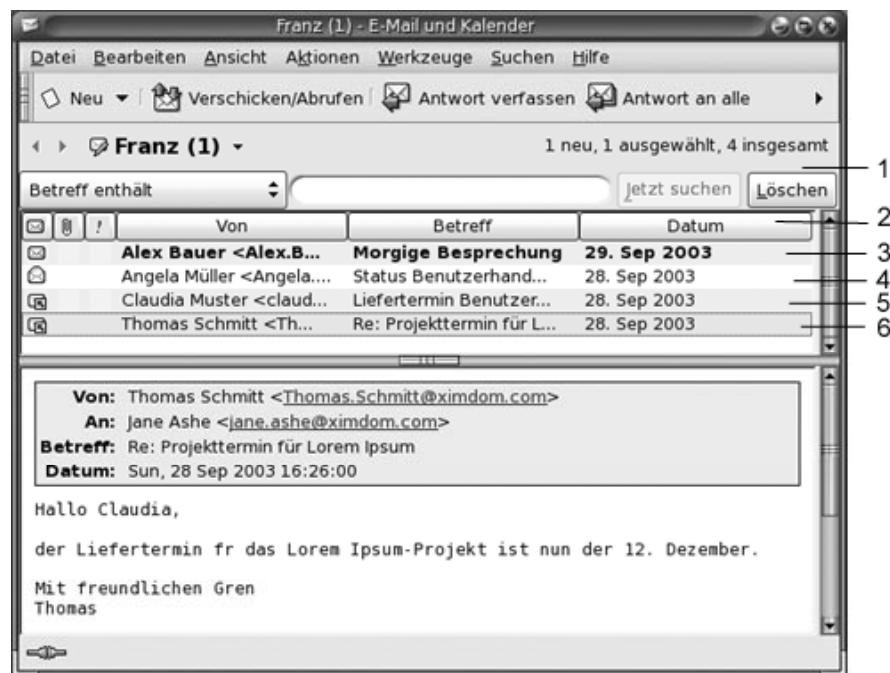 Franz (1) - E-Mail und Kalender
Datei Bearbeiten Ansicht Aktionen Werkzeuge Suchen Hilfe
Neu Verschicken/Abrufen Antwort verfassen Antwort an alle
Franz (1) 1 neu, 1 ausgewählt, 4 insgesamt
1
Betreff enthält Jetzt suchen Löschen
! Von Betreff Datum 2
Alex Bauer <Alex.B... Morgige Besprechung 29. Sep 2003 3
Angela Müller <Angela.... Status Benutzerhand... 28. Sep 2003 4
Claudia Muster <claud... Liefertermin Benutzer... 28. Sep 2003 5
Thomas Schmitt <Th... Re: Projekttermin für L... 28. Sep 2003 6
Von: Thomas Schmitt <Thomas.Schmitt@ximdom.com>
An: Jane Ashe <jane.ashe@ximdom.com>
Betreff: Re: Projekttermin für Lorem Ipsum
Datum: Sun, 28 Sep 2003 16:26:00
Hallo Claudia,
der Liefertermin fr das Lorem Ipsum-Projekt ist nun der 12. Dezember.
Mit freundlichen Gren
Thomas